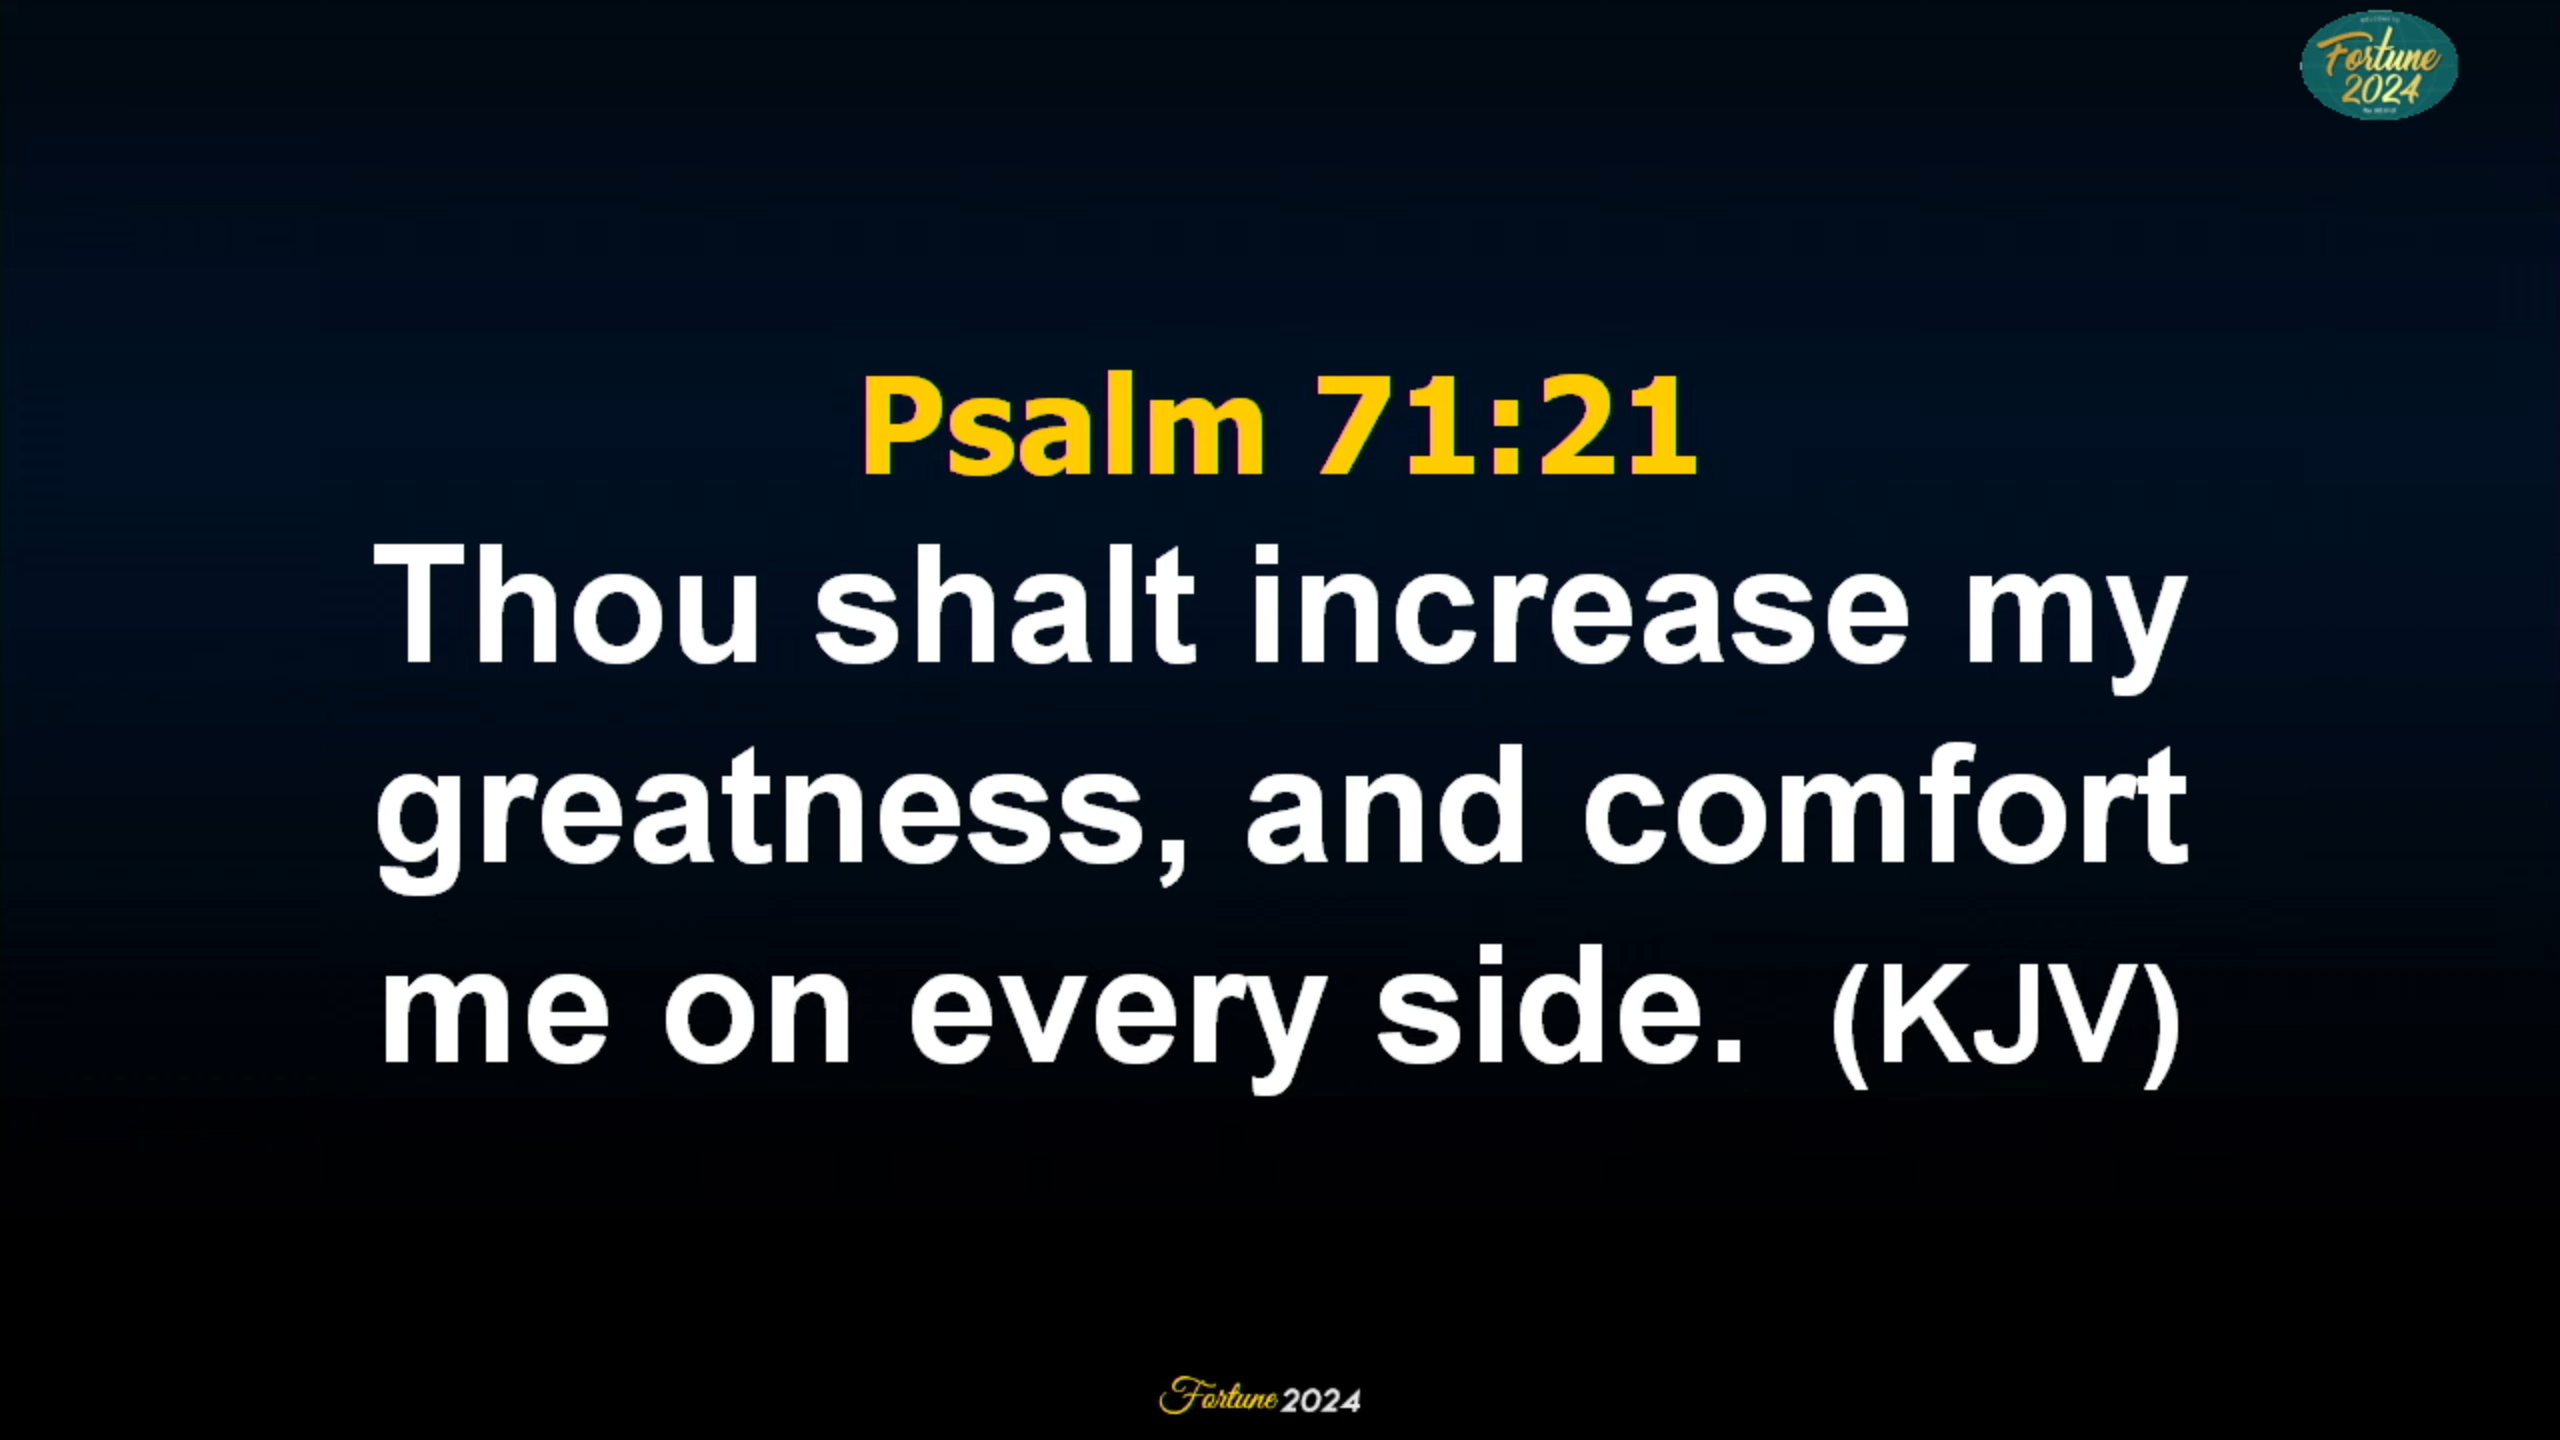 Fortune
2024
Psalm 71:21
Thou shalt increase my
greatness, and comfort
me on every side. (KJV)
Fortune 2024